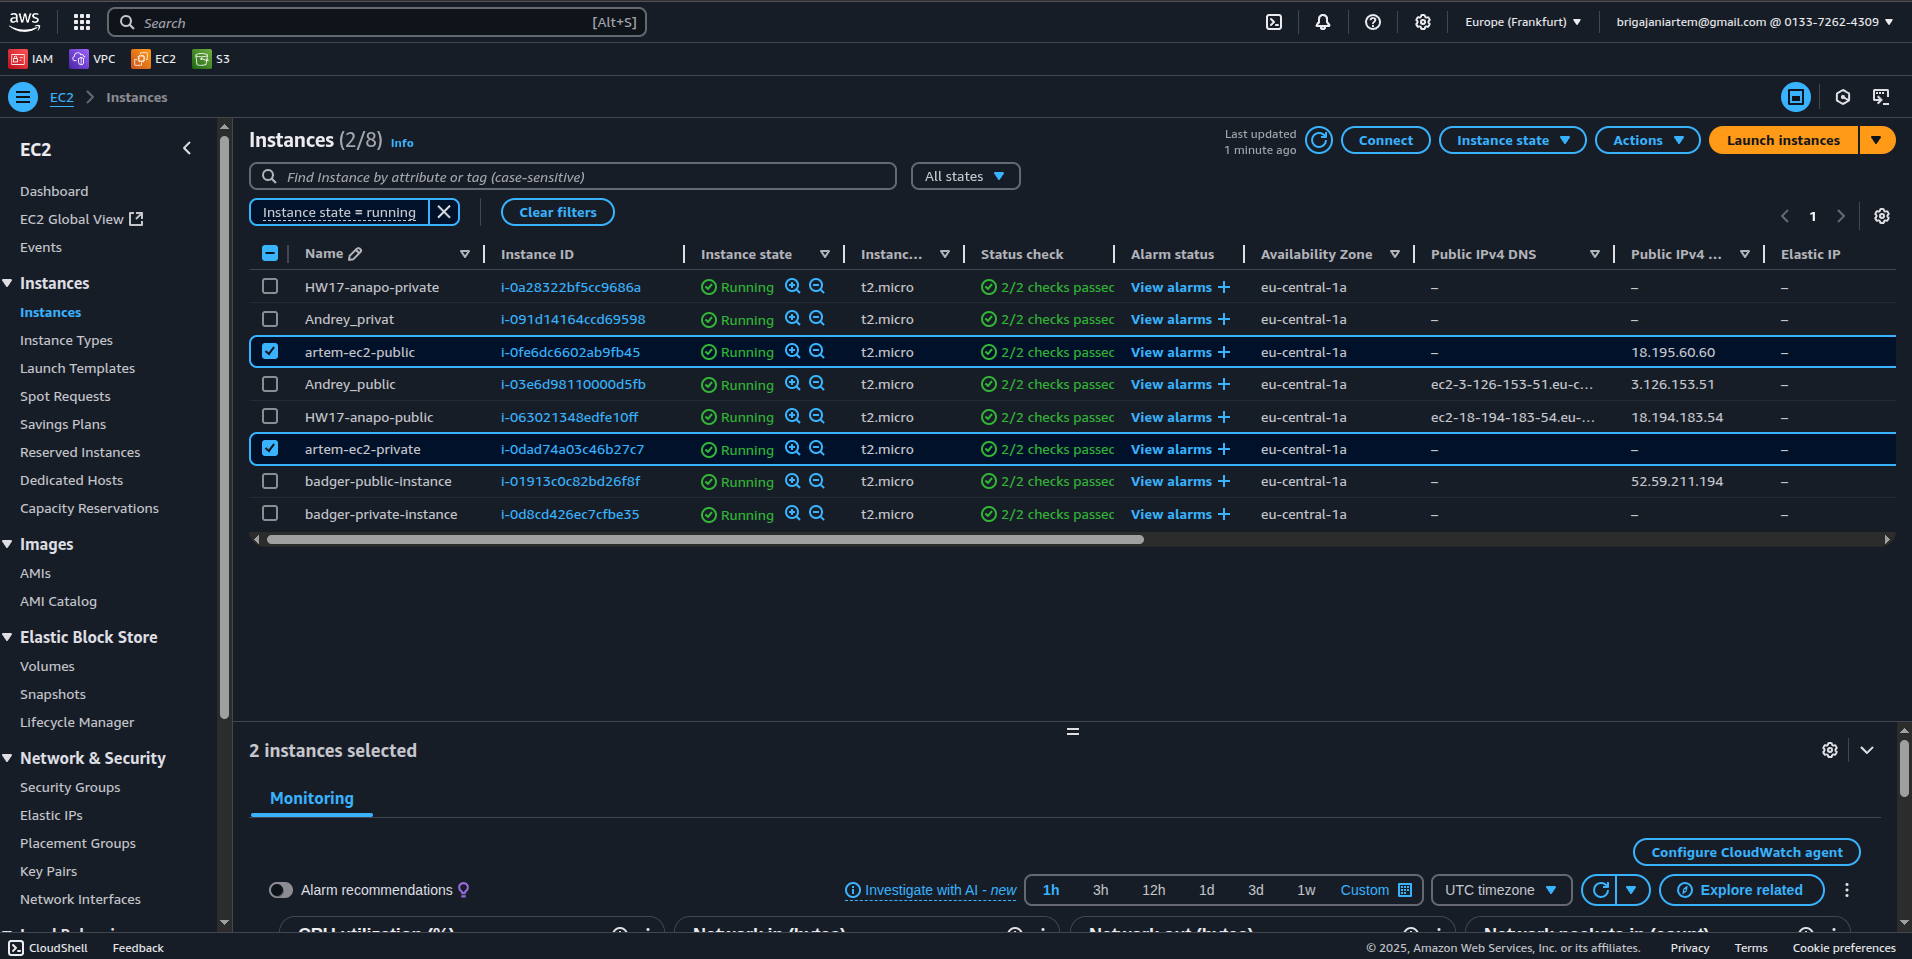 aws Search [Alt+S] Europe (Frankfurt) brigajaniartem@gmail.com @ 0133-7262-4309
IAM VPC EC2 S3
EC2 Instances
EC2
Dashboard
EC2 Global View
Events
Instances
Instances
Instance Types
Launch Templates
Spot Requests
Savings Plans
Reserved Instances
Dedicated Hosts
Capacity Reservations
Images
AMIs
AMI Catalog
Elastic Block Store
Volumes
Snapshots
Lifecycle Manager
Network & Security
Security Groups
Elastic IPs
Placement Groups
Key Pairs
Network Interfaces
Instances (2/8) Info
Last updated
1 minute ago
Connect Instance state Actions Launch instances
Find Instance by attribute or tag (case-sensitive) All states
Instance state = running Clear filters
1
Name Instance ID Instance state Instanc... Status check Alarm status Availability Zone Public IPv4 DNS Public IPv4 ... Elastic IP
HW17-anapo-private i-0a28322bf5cc9686a Running t2.micro 2/2 checks passec View alarms + eu-central-1a – – –
Andrey_privat i-091d14164ccd69598 Running t2.micro 2/2 checks passec View alarms + eu-central-1a – – –
artem-ec2-public i-0fe6dc6602ab9fb45 Running t2.micro 2/2 checks passec View alarms + eu-central-1a – 18.195.60.60 –
Andrey_public i-03e6d98110000d5fb Running t2.micro 2/2 checks passec View alarms + eu-central-1a ec2-3-126-153-51.eu-c... 3.126.153.51 –
HW17-anapo-public i-063021348edfe10ff Running t2.micro 2/2 checks passec View alarms + eu-central-1a ec2-18-194-183-54.eu-... 18.194.183.54 –
artem-ec2-private i-0dad74a03c46b27c7 Running t2.micro 2/2 checks passec View alarms + eu-central-1a – – –
badger-public-instance i-01913c0c82bd26f8f Running t2.micro 2/2 checks passec View alarms + eu-central-1a – 52.59.211.194 –
badger-private-instance i-0d8cd426ec7cfbe35 Running t2.micro 2/2 checks passec View alarms + eu-central-1a – – –
2 instances selected
Monitoring
Configure CloudWatch agent
Alarm recommendations Investigate with AI - new 1h 3h 12h 1d 3d 1w Custom UTC timezone Explore related
CPU utilization (%) Network in (bytes) Network out (bytes) Network packets in (count)
CloudShell Feedback © 2025, Amazon Web Services, Inc. or its affiliates. Privacy Terms Cookie preferences